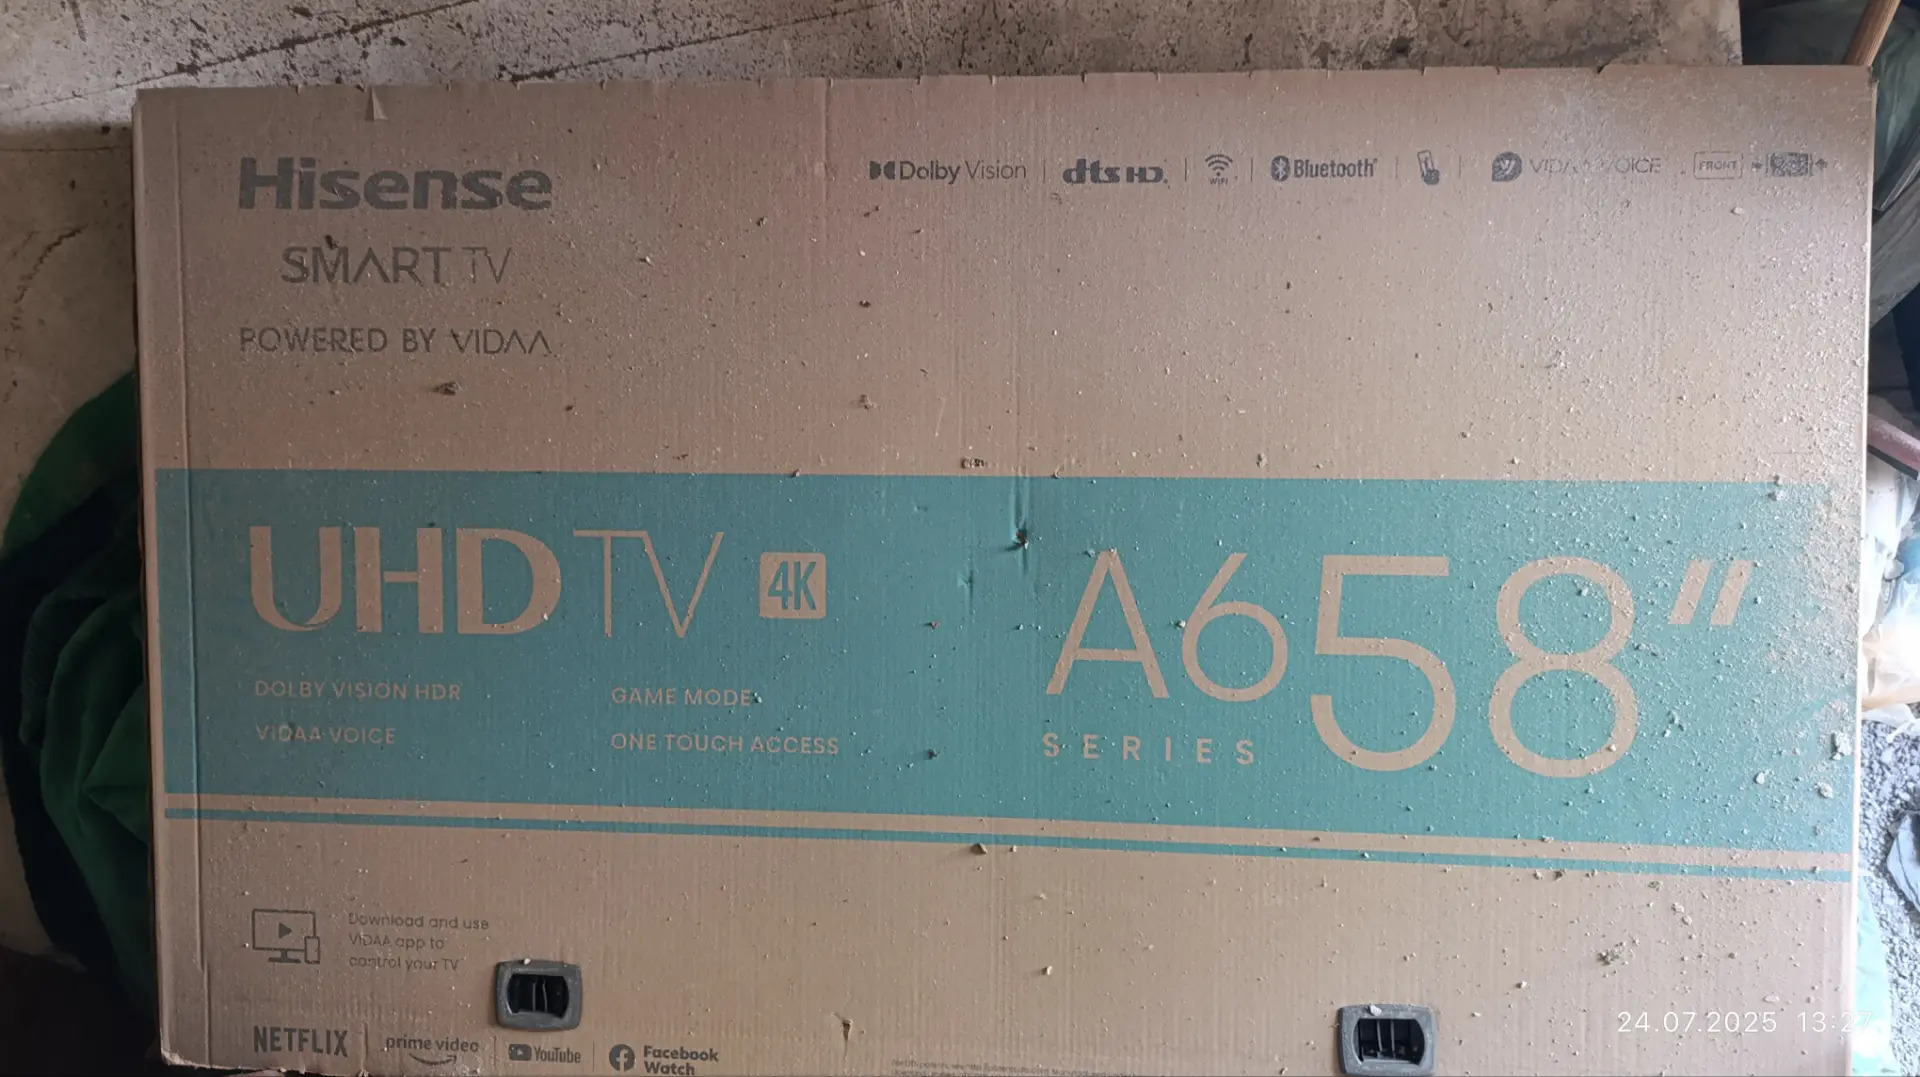 Hisense
SMART TV
POWERED BY VIDAA
Dolby Vision
dts HD
WiFi
Bluetooth
VIDAA VOICE
FRONT
UHD TV 4K
DOLBY VISION HDR
VIDAA VOICE
GAME MODE
ONE TOUCH ACCESS
A6
SERIES
58"
Download and use
VIDAA app to
control your TV
NETFLIX
prime video
YouTube
Facebook
Watch
24.07.2025 13:27